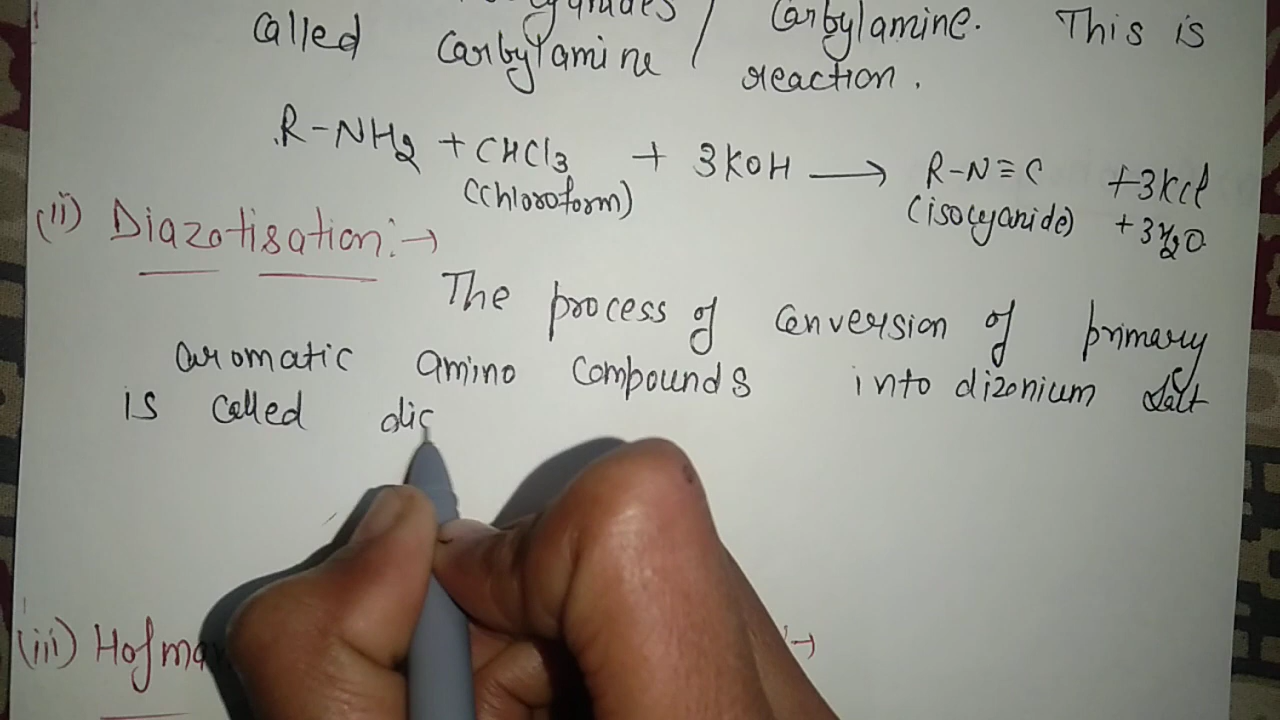 Carbylamine. This is
called Carbylamine / reaction.
R-NH2 + CHCl3 + 3KOH ⟶ R-N≡C +3KCl
(Chloroform) (isocyanide) +3H2O
(ii) Diazotisation:→
The process of Conversion of primary
aromatic amino Compounds into dizonium Salt
is called dic
(iii) Hofma :→